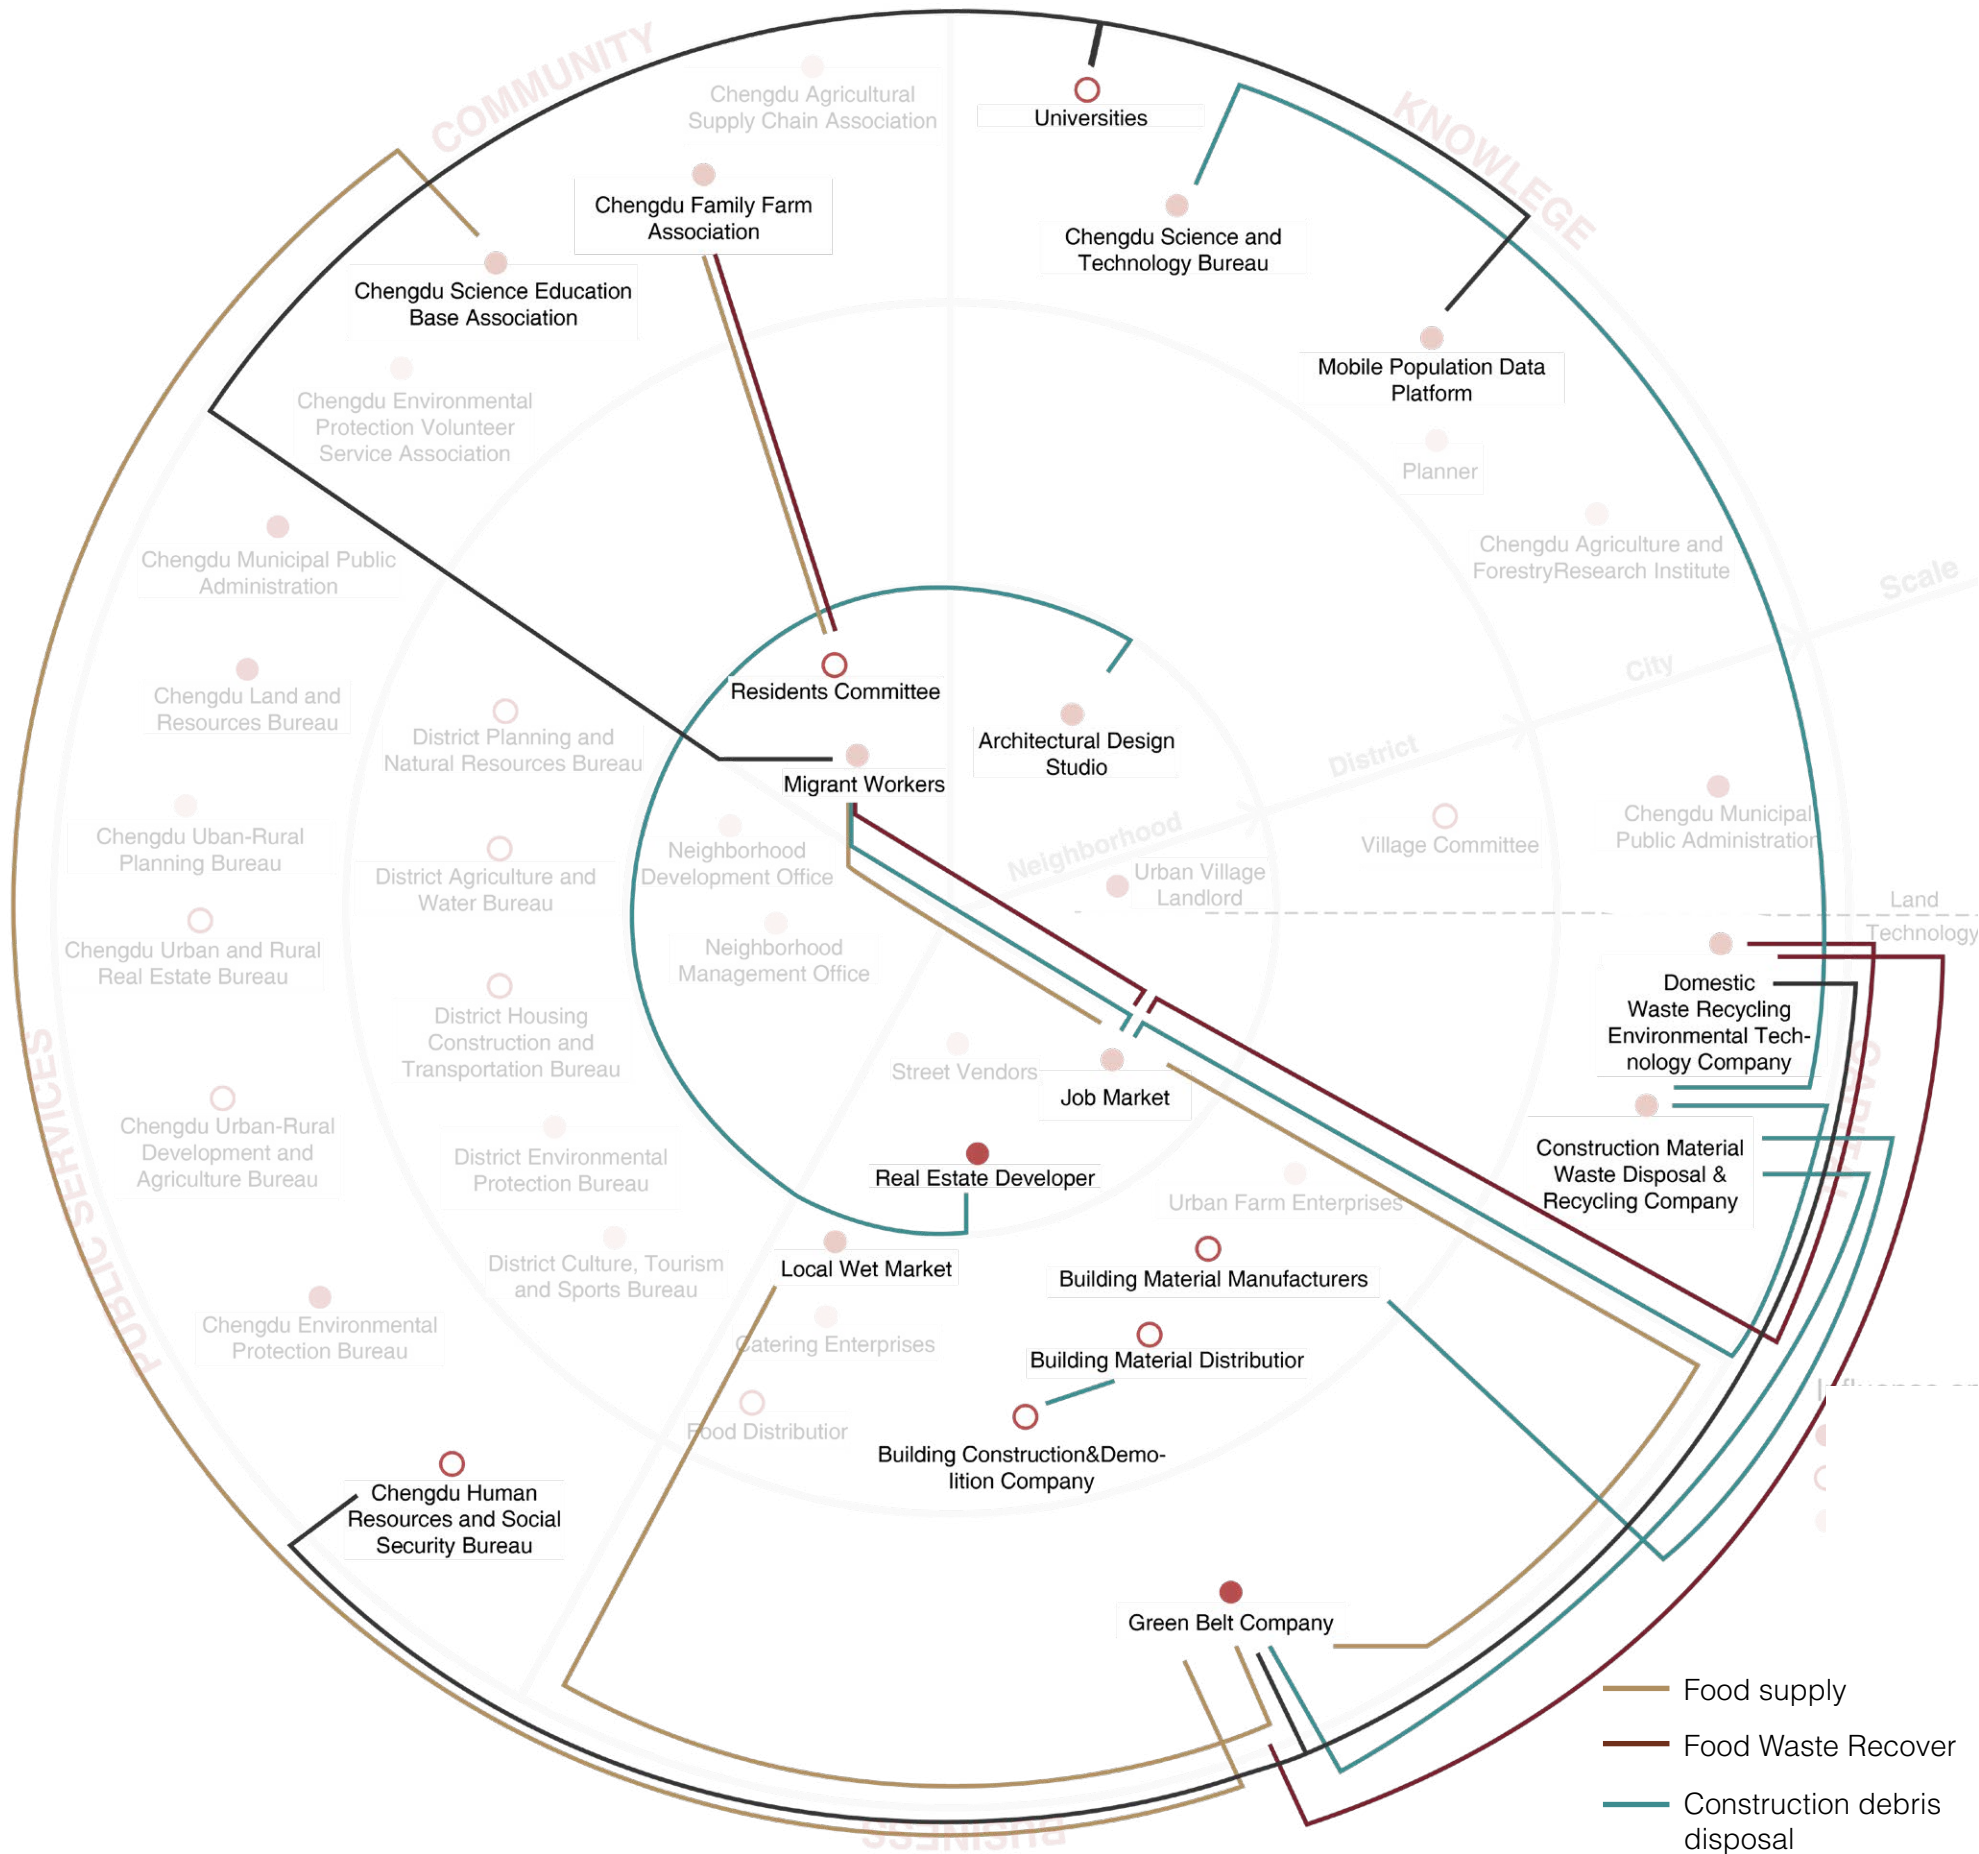 COMMUNITY
KNOWLEGE
Chengdu Agricultural
Supply Chain Association
Universities
Chengdu Family Farm
Association
Chengdu Science and
Technology Bureau
Chengdu Science Education
Base Association
Mobile Population Data
Platform
Chengdu Environmental
Protection Volunteer
Service Association
Planner
Chengdu Municipal Public
Administration
Chengdu Agriculture and
ForestryResearch Institute
Scale
City
District
Neighborhood
Chengdu Land and
Resources Bureau
District Planning and
Natural Resources Bureau
Residents Committee
Architectural Design
Studio
Migrant Workers
Chengdu Uban-Rural
Planning Bureau
District Agriculture and
Water Bureau
Neighborhood
Development Office
Urban Village
Landlord
Village Committee
Chengdu Municipal
Public Administration
Land
Technology
Chengdu Urban and Rural
Real Estate Bureau
Neighborhood
Management Office
Domestic
Waste Recycling
Environmental Tech-
nology Company
District Housing
Construction and
Transportation Bureau
Street Vendors
Job Market
PUBLIC SERVICES
Chengdu Urban-Rural
Development and
Agriculture Bureau
District Environmental
Protection Bureau
Real Estate Developer
Urban Farm Enterprises
Construction Material
Waste Disposal &
Recycling Company
District Culture, Tourism
and Sports Bureau
Local Wet Market
Building Material Manufacturers
Chengdu Environmental
Protection Bureau
Catering Enterprises
Building Material Distributior
Food Distributior
Building Construction&Demo-
lition Company
Chengdu Human
Resources and Social
Security Bureau
Green Belt Company
BUSINESS
Food supply
Food Waste Recover
Construction debris
disposal